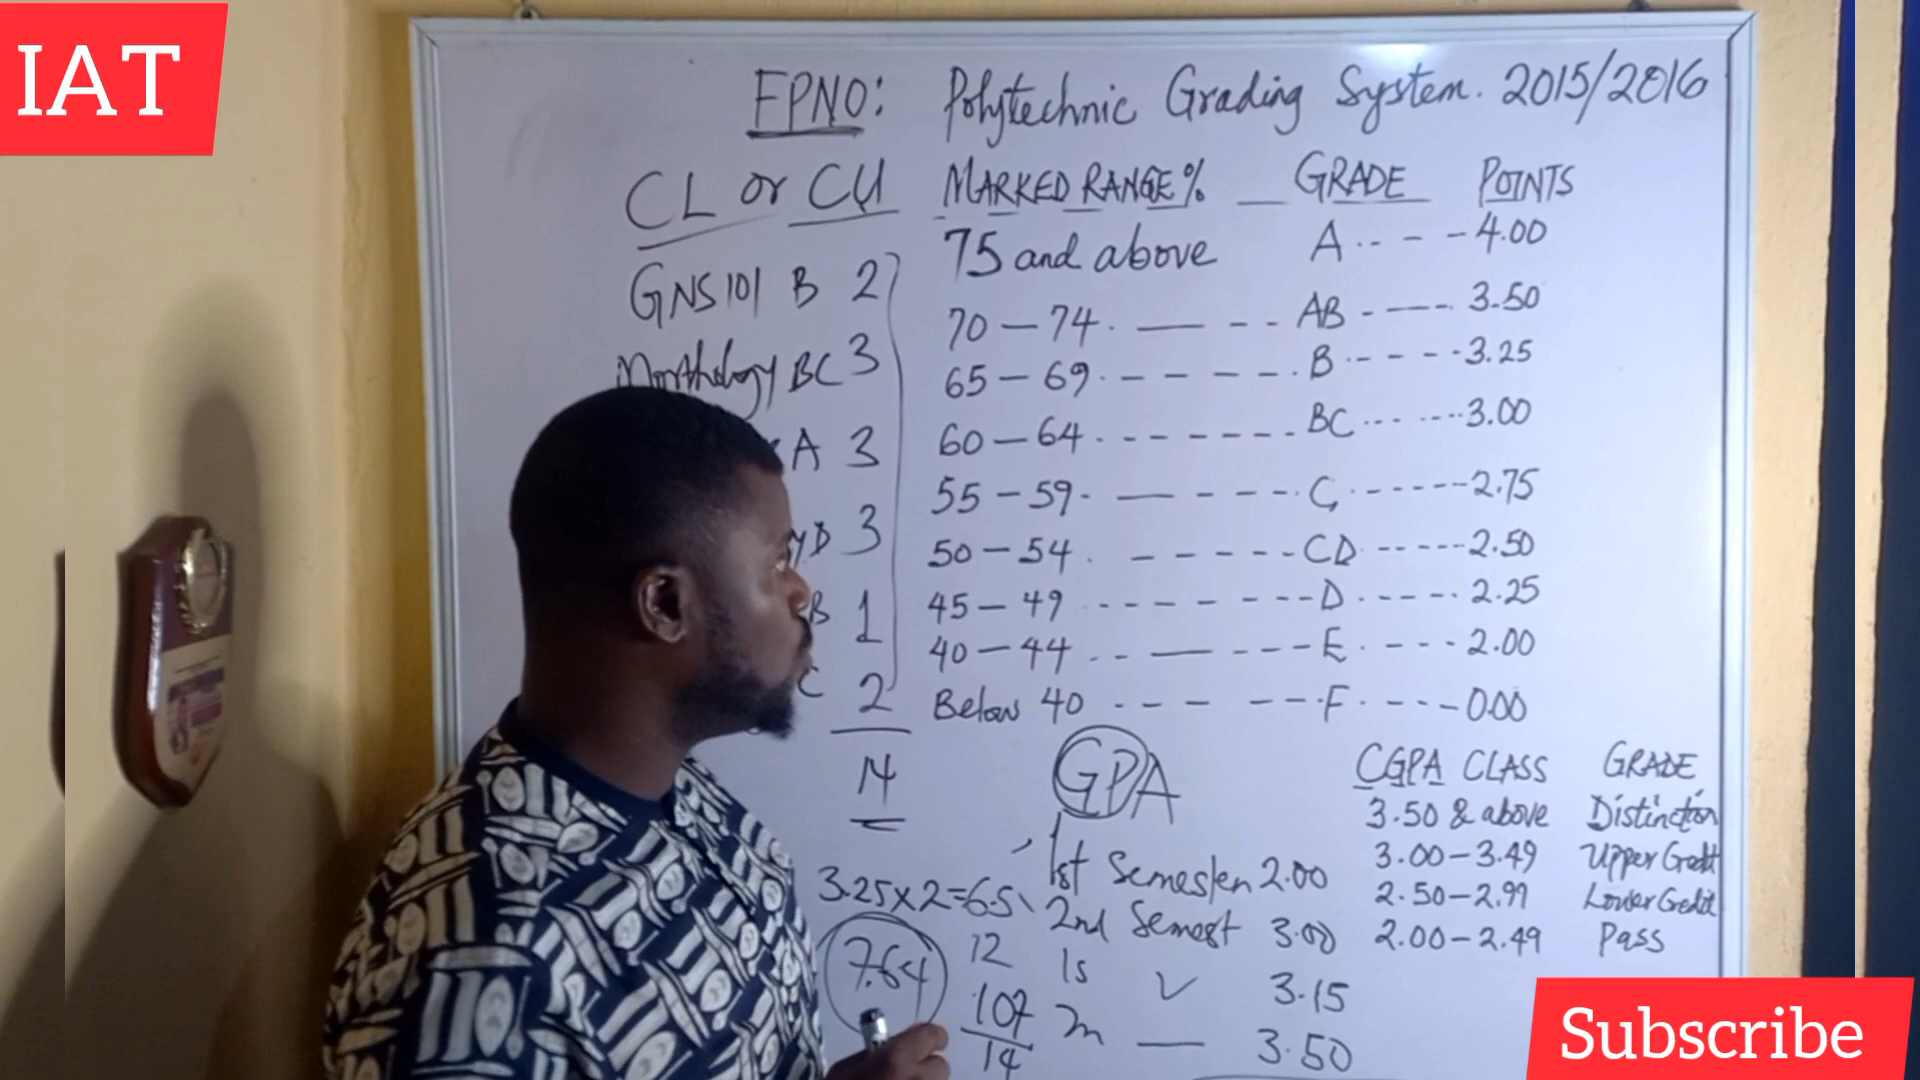 IAT
FPNO: Polytechnic Grading System. 2015/2016
CL or CU
GNS 101 B 2
Morthology BC 3
A 3
y D 3
B 1
C 2
14
MARKED RANGE % GRADE POINTS
75 and above A 4.00
70 - 74 AB 3.50
65 - 69 B 3.25
60 - 64 BC 3.00
55 - 59 C 2.75
50 - 54 CD 2.50
45 - 49 D 2.25
40 - 44 E 2.00
Below 40 F 0.00
GPA
1st Semester 2.00
2nd Semest 3.00
1s 3.15
3.50
3.25 x 2 = 6.5
7.64
12
107
14
CGPA CLASS GRADE
3.50 & above Distinction
3.00 - 3.49 Upper Credit
2.50 - 2.99 Lower Credit
2.00 - 2.49 Pass
Subscribe